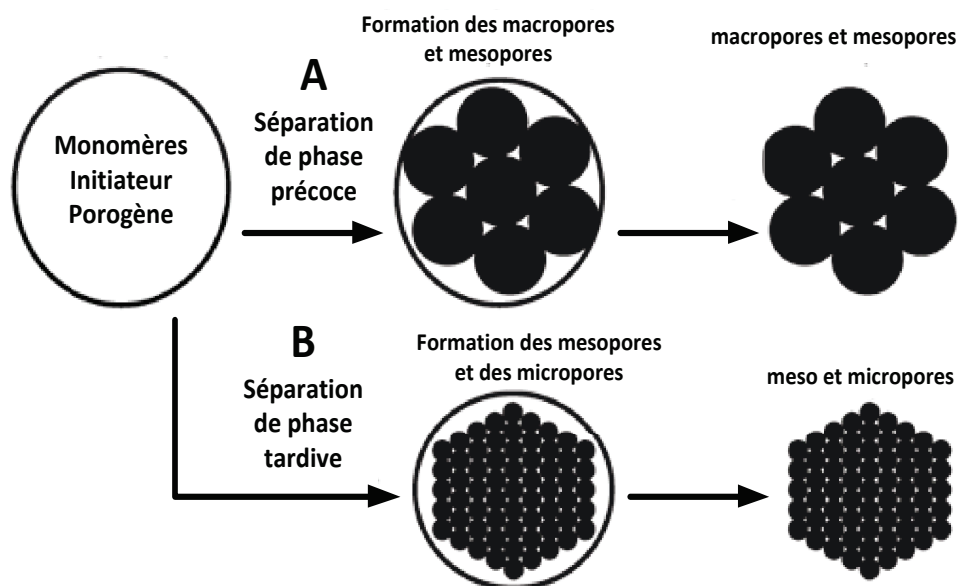 Monomères
Initiateur
Porogène
A
Séparation
de phase
précoce
Formation des macropores
et mesopores
macropores et mesopores
B
Séparation
de phase
tardive
Formation des mesopores
et des micropores
meso et micropores